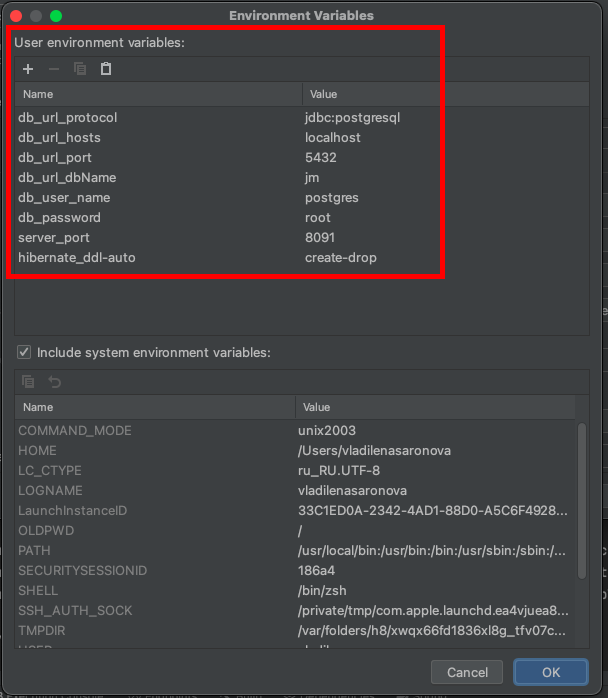 Environment Variables
User environment variables:
Name Value
db_url_protocol jdbc:postgresql
db_url_hosts localhost
db_url_port 5432
db_url_dbName jm
db_user_name postgres
db_password root
server_port 8091
hibernate_ddl-auto create-drop
Include system environment variables:
Name Value
COMMAND_MODE unix2003
HOME /Users/vladilenasaronova
LC_CTYPE ru_RU.UTF-8
LOGNAME vladilenasaronova
LaunchInstanceID 33C1ED0A-2342-4AD1-88D0-A5C6F4928...
OLDPWD /
PATH /usr/local/bin:/usr/bin:/bin:/usr/sbin:/sbin:/...
SECURITYSESSIONID 186a4
SHELL /bin/zsh
SSH_AUTH_SOCK /private/tmp/com.apple.launchd.ea4vjuea8...
TMPDIR /var/folders/h8/xwqx66fd1836xl8g_tfv07c...
Cancel OK